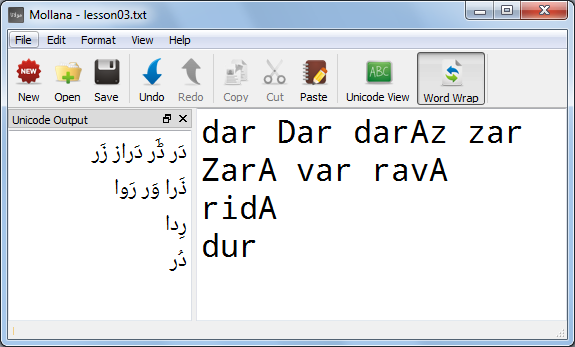 Mollana - lesson03.txt
File Edit Format View Help
New Open Save Undo Redo Copy Cut Paste Unicode View Word Wrap
Unicode Output
دَر ڈَر دَراز زَر
ذَرا وَر رَوا
رِدا
دُر
dar Dar darAz zar
ZarA var ravA
ridA
dur